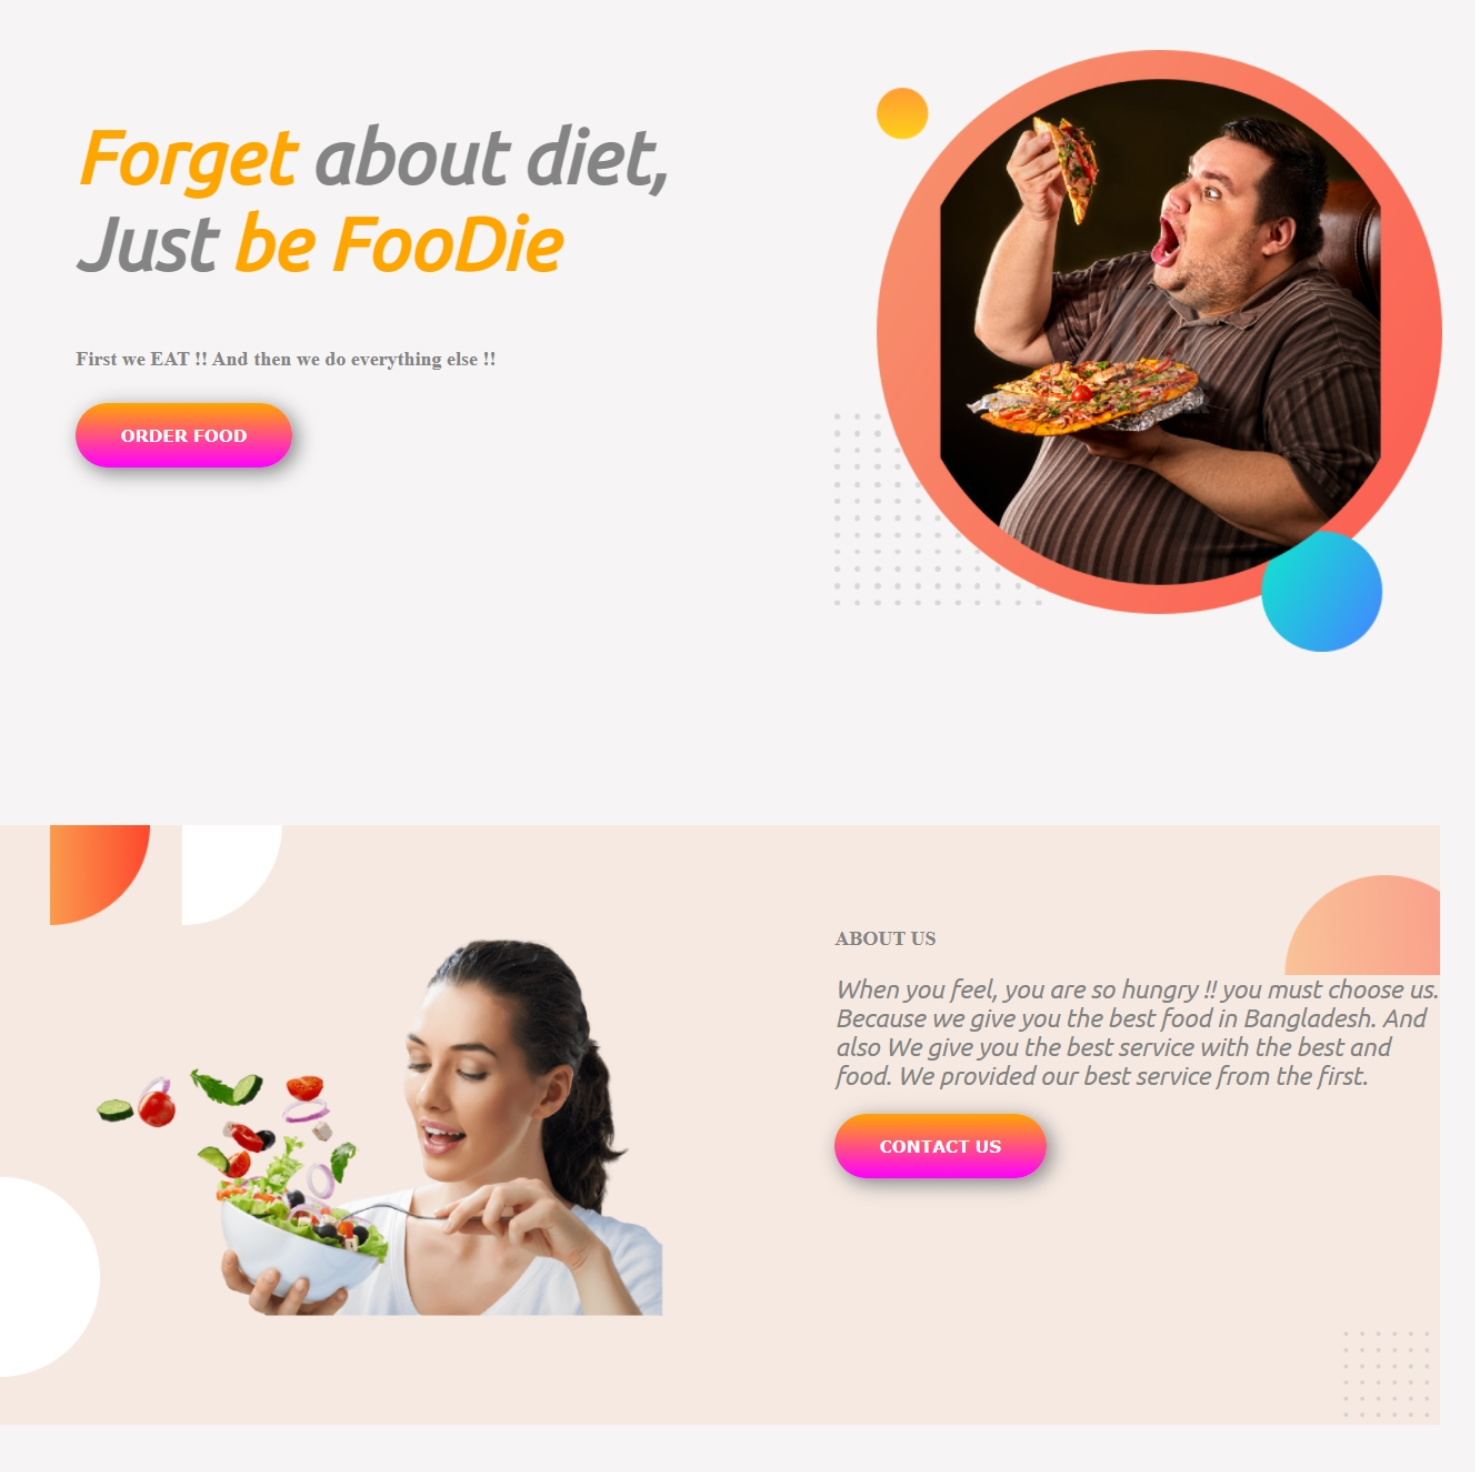 Forget about diet,
Just be FooDie
First we EAT !! And then we do everything else !!
ORDER FOOD
ABOUT US
When you feel, you are so hungry !! you must choose us.
Because we give you the best food in Bangladesh. And
also We give you the best service with the best and
food. We provided our best service from the first.
CONTACT US